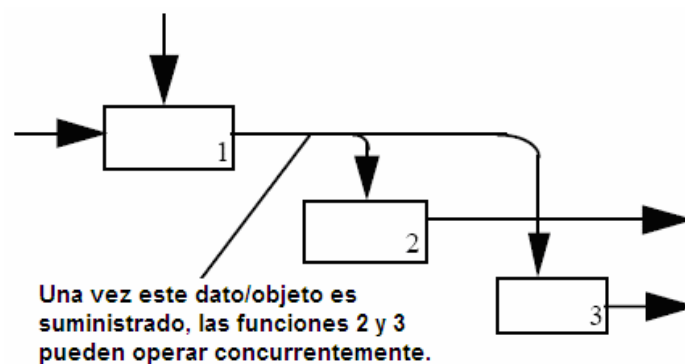 1
2
3
Una vez este dato/objeto es
suministrado, las funciones 2 y 3
pueden operar concurrentemente.